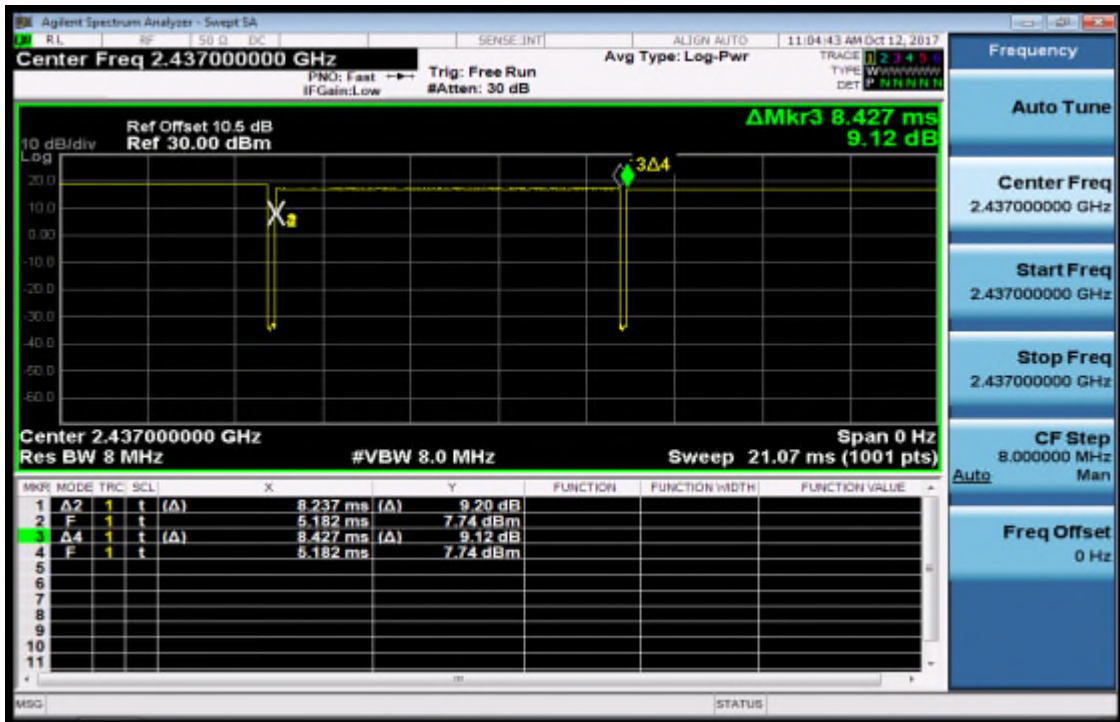 Agilent Spectrum Analyzer - Swept SA
RL RF 50 Ω DC SENSE:INT ALIGN AUTO 11:04:43 AM Oct 12, 2017
Center Freq 2.437000000 GHz
PNO: Fast
IFGain:Low
Trig: Free Run
#Atten: 30 dB
Avg Type: Log-Pwr
TRACE 1 2 3 4 5 6
TYPE WWWWWWW
DET P N N N N N
Ref Offset 10.5 dB
10 dB/div Ref 30.00 dBm
Log
ΔMkr3 8.427 ms
9.12 dB
20.0
10.0
0.00
-10.0
-20.0
-30.0
-40.0
-50.0
-60.0
3Δ4
Center 2.437000000 GHz Span 0 Hz
Res BW 8 MHz #VBW 8.0 MHz Sweep 21.07 ms (1001 pts)
MKR MODE TRC SCL X Y FUNCTION FUNCTION WIDTH FUNCTION VALUE
1 Δ2 1 t (Δ) 8.237 ms (Δ) 9.20 dB
2 F 1 t 5.182 ms 7.74 dBm
3 Δ4 1 t (Δ) 8.427 ms (Δ) 9.12 dB
4 F 1 t 5.182 ms 7.74 dBm
5
6
7
8
9
10
11
MSG STATUS
Frequency
Auto Tune
Center Freq
2.437000000 GHz
Start Freq
2.437000000 GHz
Stop Freq
2.437000000 GHz
CF Step
8.000000 MHz
Auto Man
Freq Offset
0 Hz